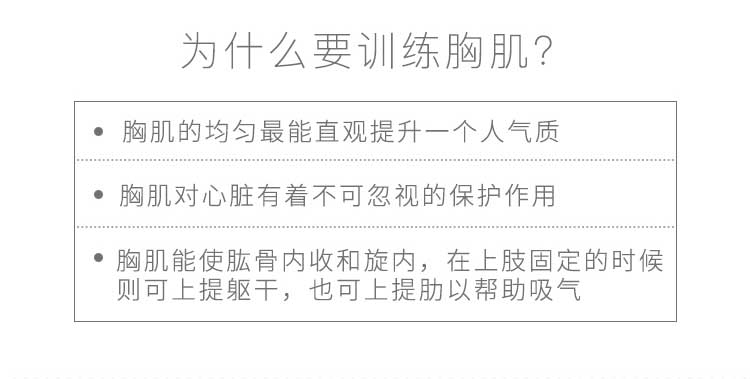 为什么要训练胸肌？
• 胸肌的均匀最能直观提升一个人气质
• 胸肌对心脏有着不可忽视的保护作用
• 胸肌能使肱骨内收和旋内，在上肢固定的时候
则可上提躯干，也可上提肋以帮助吸气